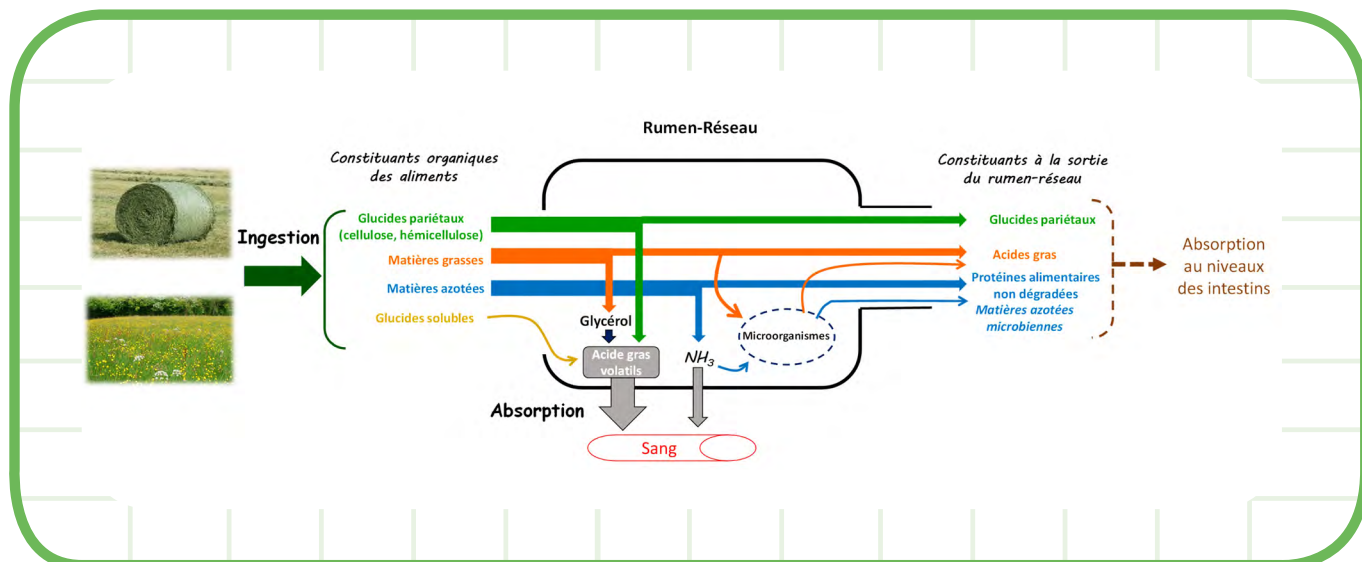 Rumen-Réseau
Constituants organiques
des aliments
Constituants à la sortie
du rumen-réseau
Ingestion
Glucides pariétaux
(cellulose, hémicellulose)
Matières grasses
Matières azotées
Glucides solubles
Glycérol
Acide gras
volatils
NH3
Microorganismes
Absorption
Sang
Glucides pariétaux
Acides gras
Protéines alimentaires
non dégradées
Matières azotées
microbiennes
Absorption
au niveaux
des intestins